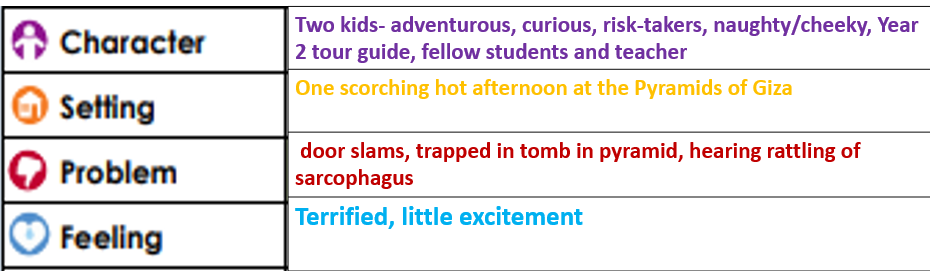 Character
Two kids- adventurous, curious, risk-takers, naughty/cheeky, Year
2 tour guide, fellow students and teacher
Setting
One scorching hot afternoon at the Pyramids of Giza
Problem
door slams, trapped in tomb in pyramid, hearing rattling of
sarcophagus
Feeling
Terrified, little excitement